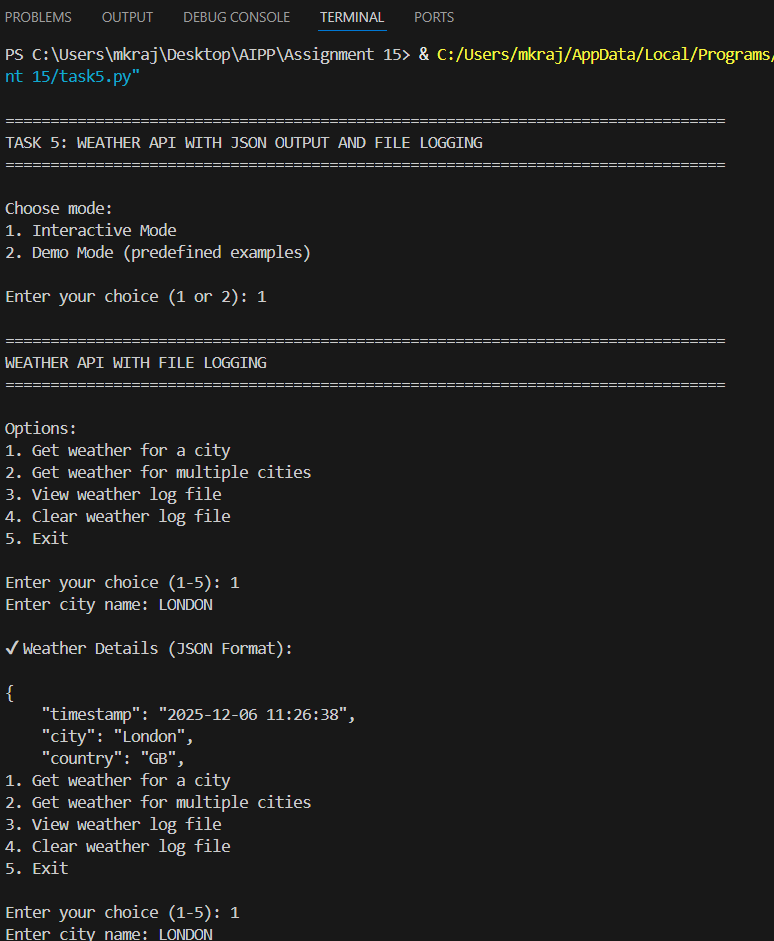 PROBLEMS OUTPUT DEBUG CONSOLE TERMINAL PORTS
PS C:\Users\mkraj\Desktop\AIPP\Assignment 15> & C:/Users/mkraj/AppData/Local/Programs/
nt 15/task5.py"
================================================================================
TASK 5: WEATHER API WITH JSON OUTPUT AND FILE LOGGING
================================================================================
Choose mode:
1. Interactive Mode
2. Demo Mode (predefined examples)
Enter your choice (1 or 2): 1
================================================================================
WEATHER API WITH FILE LOGGING
================================================================================
Options:
1. Get weather for a city
2. Get weather for multiple cities
3. View weather log file
4. Clear weather log file
5. Exit
Enter your choice (1-5): 1
Enter city name: LONDON
✓Weather Details (JSON Format):
{
    "timestamp": "2025-12-06 11:26:38",
    "city": "London",
    "country": "GB",
1. Get weather for a city
2. Get weather for multiple cities
3. View weather log file
4. Clear weather log file
5. Exit
Enter your choice (1-5): 1
Enter city name: LONDON